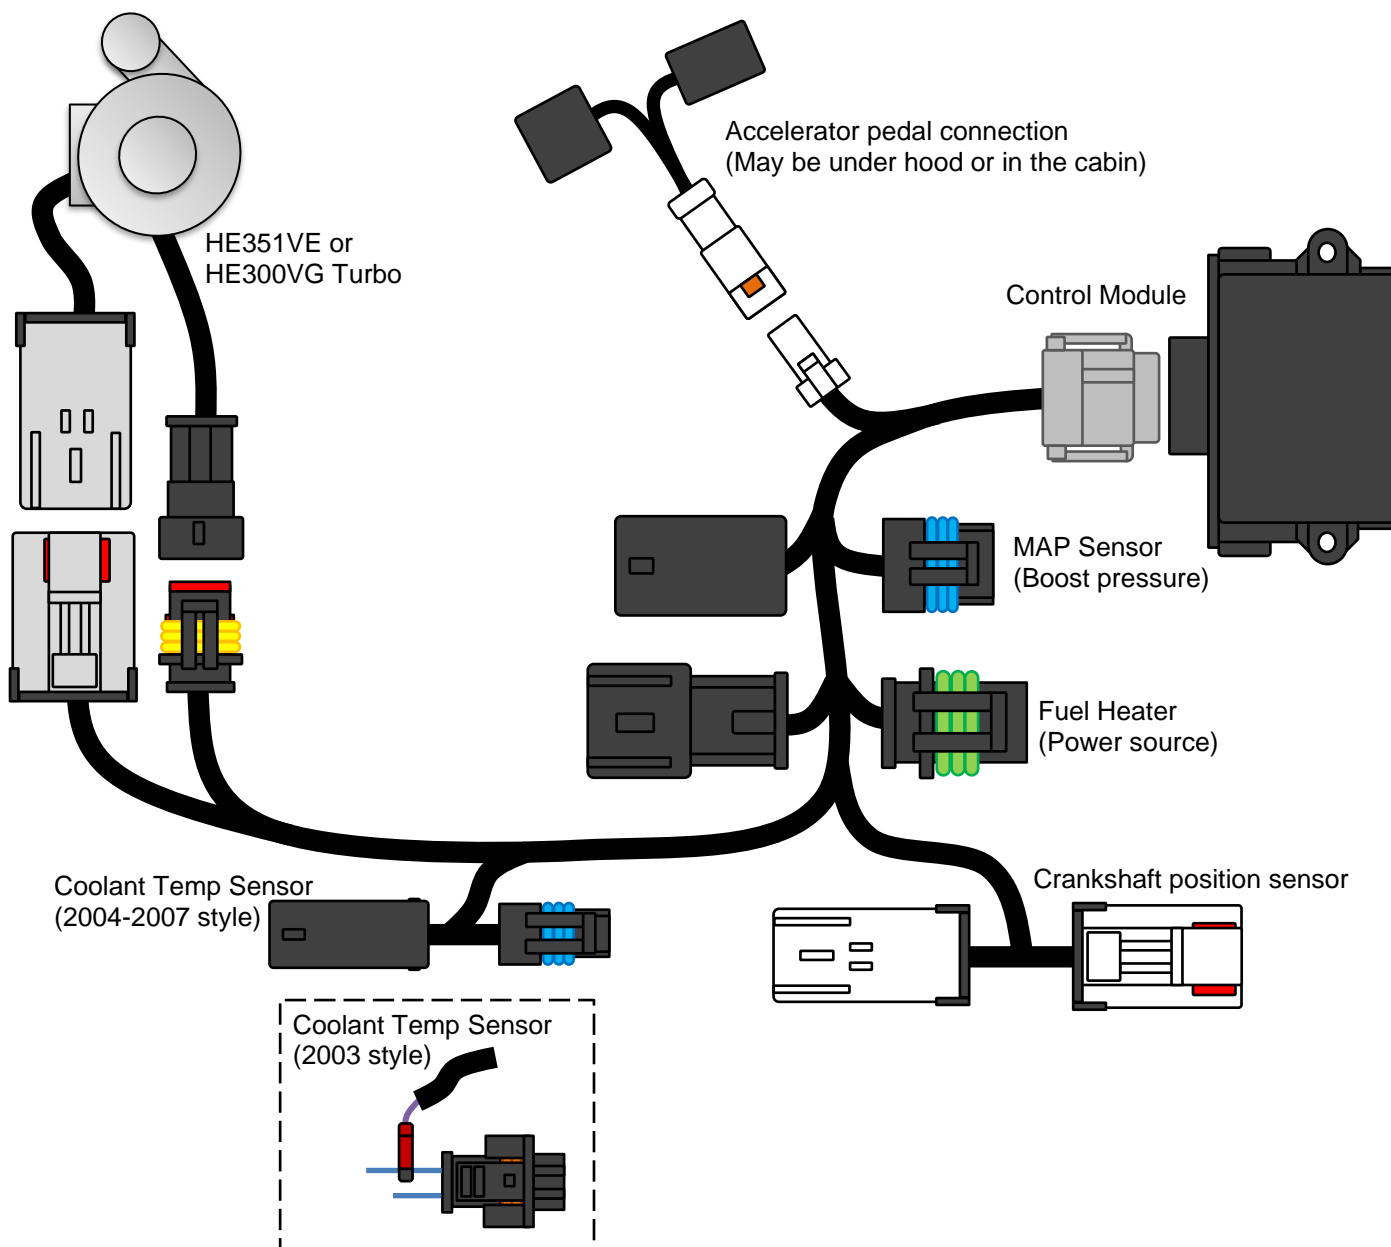 Accelerator pedal connection
(May be under hood or in the cabin)
HE351VE or
HE300VG Turbo
Control Module
MAP Sensor
(Boost pressure)
Fuel Heater
(Power source)
Coolant Temp Sensor
(2004-2007 style)
Crankshaft position sensor
Coolant Temp Sensor
(2003 style)